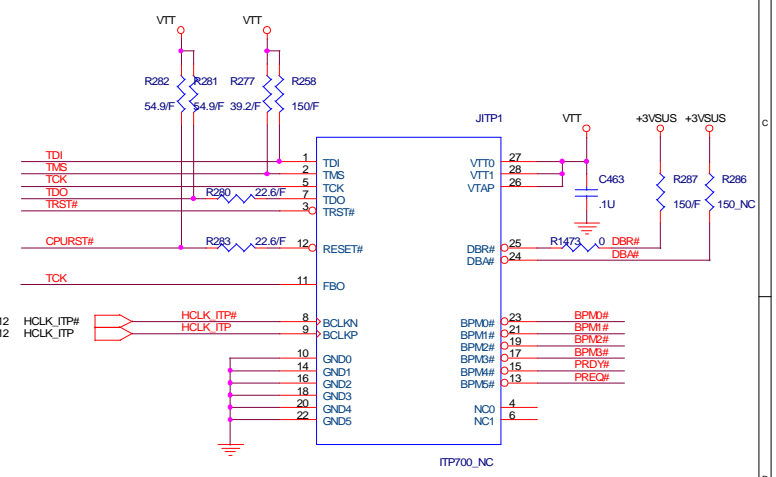 VTT VTT
R282 R281 R277 R258
54.9/F 54.9/F 39.2/F 150/F
JITP1 VTT +3VSUS +3VSUS
C
TDI 1 TDI VTT0 27
TMS 2 TMS VTT1 28
TCK 5 TCK VTAP 26
TDO R280 22.6/F 7 TDO
TRST# 3 TRST#
C463 .1U
R287 150/F
R286 150_NC
CPURST# R283 22.6/F 12 RESET# DBR# 25 R1473 0 DBR#
DBA# 24 DBA#
TCK 11 FBO
12 HCLK_ITP# HCLK_ITP# 8 BCLKN BPM0# 23 BPM0#
12 HCLK_ITP HCLK_ITP 9 BCLKP BPM1# 21 BPM1#
BPM2# 19 BPM2#
10 GND0 BPM3# 17 BPM3#
14 GND1 BPM4# 15 PRDY#
16 GND2 BPM5# 13 PREQ#
18 GND3
20 GND4 NC0 4
22 GND5 NC1 6
ITP700_NC